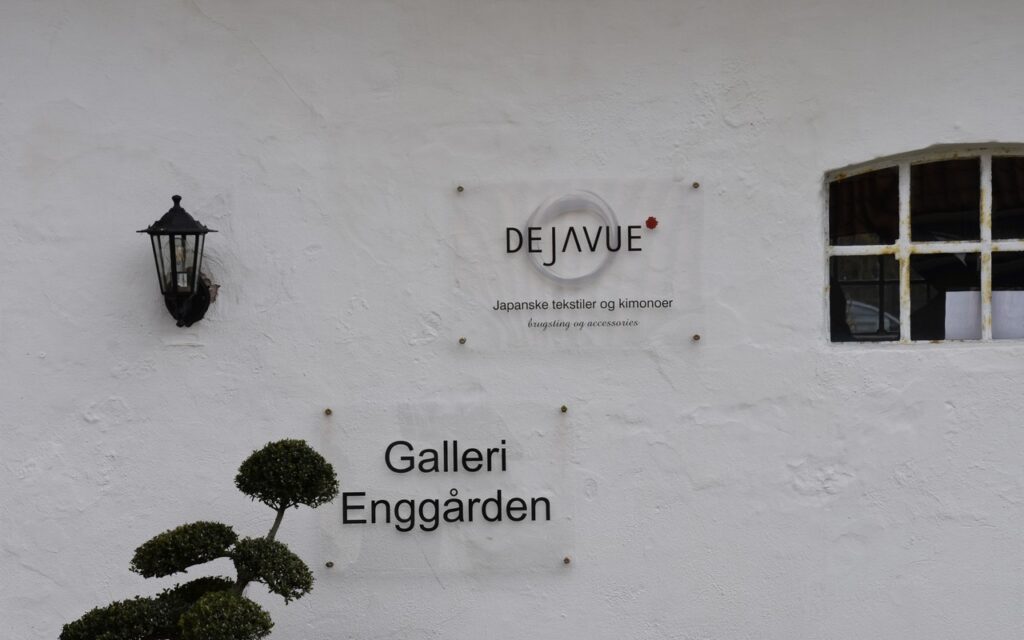 DEJAVUE
Japanske tekstiler og kimonoer
brugsting og accessories
Galleri
Enggården